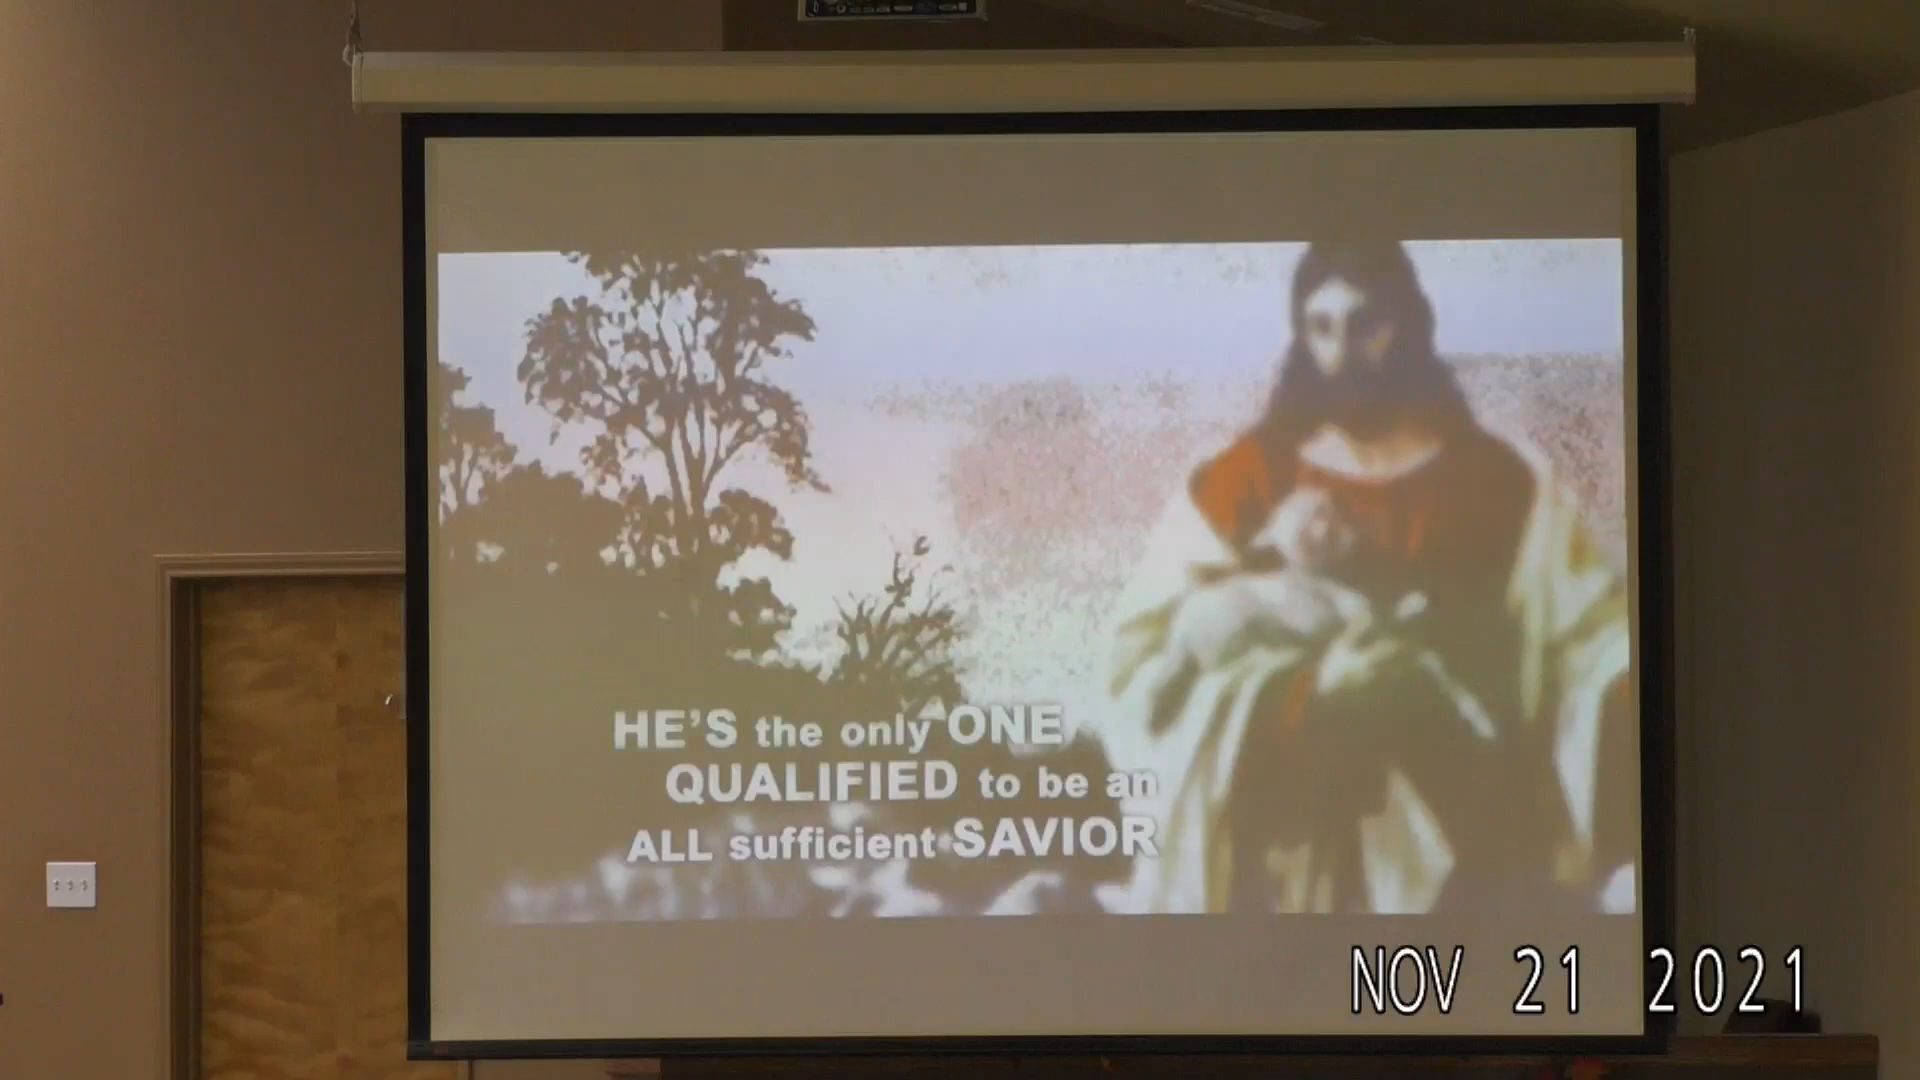 HE'S the only ONE
QUALIFIED to be an
ALL sufficient SAVIOR
NOV 21 2021